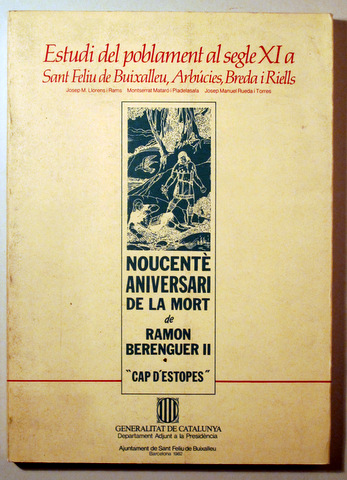 Estudi del poblament al segle XI a
Sant Feliu de Buixalleu, Arbúcies, Breda i Riells
Josep M. Llorens i Rams Montserrat Mataró i Pladelasala Josep Manuel Rueda i Torres
NOUCENTÈ
ANIVERSARI
DE LA MORT
de
RAMON
BERENGUER II
*
"CAP D'ESTOPES"
GENERALITAT DE CATALUNYA
Departament Adjunt a la Presidència
Ajuntament de Sant Feliu de Buixalleu
Barcelona 1982